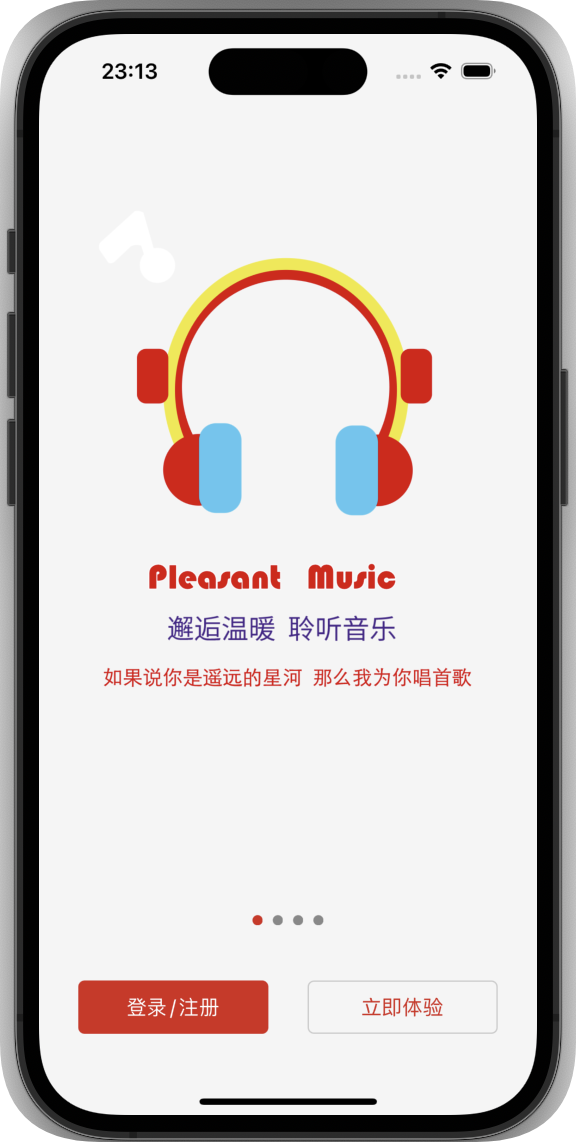 23:13
Pleasant Music
邂逅温暖 聆听音乐
如果说你是遥远的星河 那么我为你唱首歌
登录/注册
立即体验